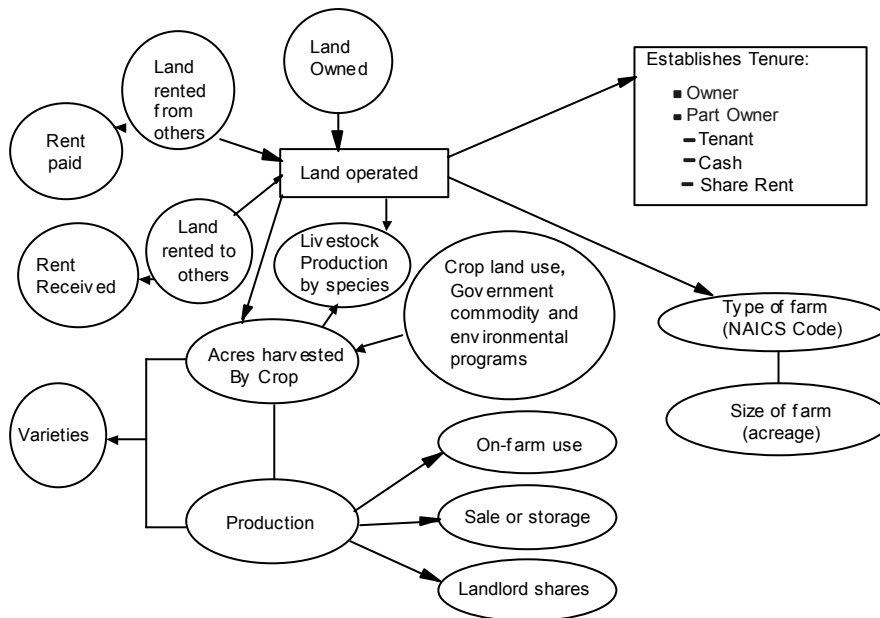 Land
Owned
Land
rented
from
others
Rent
paid
Establishes Tenure:
▪ Owner
▪ Part Owner
– Tenant
– Cash
– Share Rent
Land operated
Land
rented to
others
Rent
Received
Livestock
Production
by species
Crop land use,
Government
commodity and
environmental
programs
Type of farm
(NAICS Code)
Acres harvested
By Crop
Size of farm
(acreage)
Varieties
On-farm use
Production
Sale or storage
Landlord shares